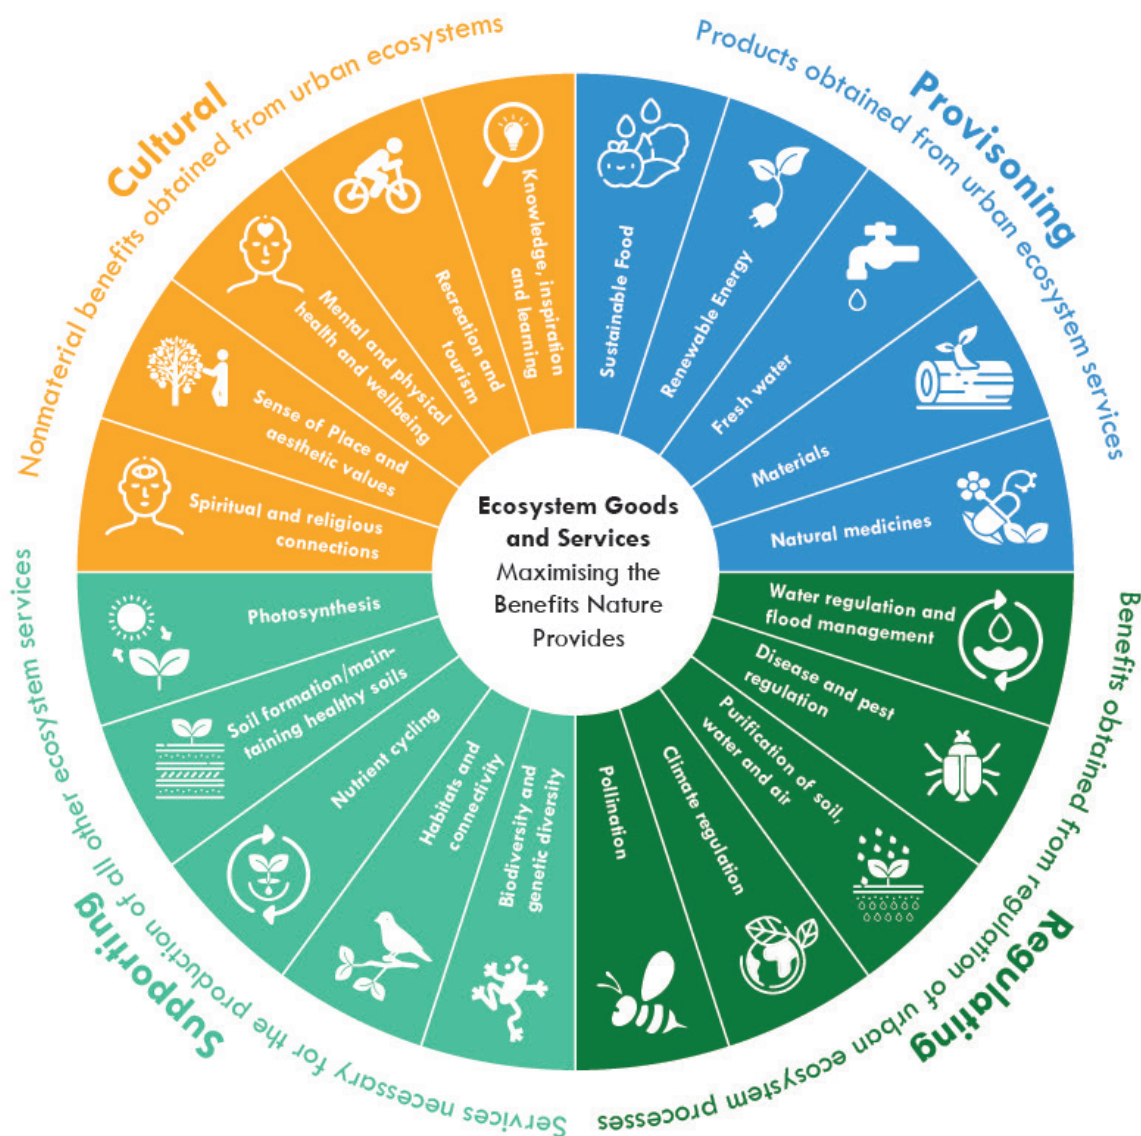 Cultural
Nonmaterial benefits obtained from urban ecosystems
Provisoning
Products obtained from urban ecosystem services
Knowledge, inspiration
and learning
Recreation and
tourism
Mental and physical
health and wellbeing
Sense of Place and
aesthetic values
Spiritual and religious
connections
Sustainable Food
Renewable Energy
Fresh water
Materials
Natural medicines
Ecosystem Goods
and Services
Maximising the
Benefits Nature
Provides
Water regulation and
flood management
Disease and pest
regulation
Purification of soil,
water and air
Climate regulation
Pollination
Regulating
Benefits obtained from regulation of urban ecosystem processes
Photosynthesis
Soil formation/main-
taining healthy soils
Nutrient cycling
Habitats and
connectivity
Biodiversity and
genetic diversity
Supporting
Services necessary for the production of all other ecosystem services